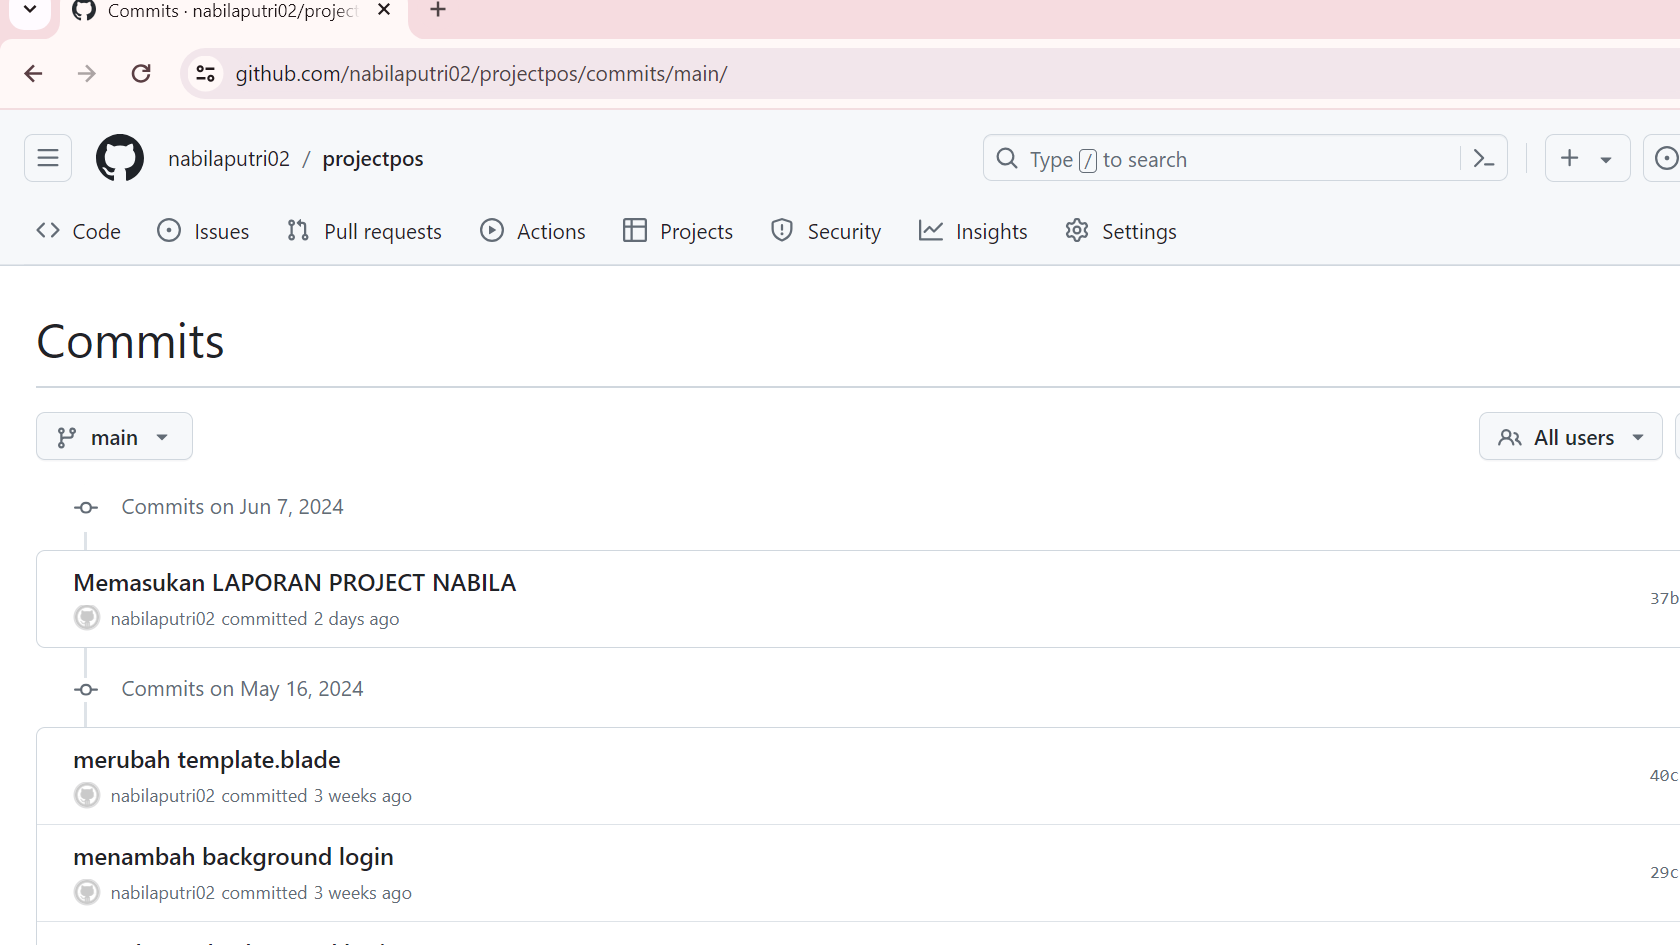 Commits · nabilaputri02/project
github.com/nabilaputri02/projectpos/commits/main/
nabilaputri02 / projectpos
Type / to search
Code Issues Pull requests Actions Projects Security Insights Settings
Commits
main
All users
Commits on Jun 7, 2024
Memasukan LAPORAN PROJECT NABILA
37b
nabilaputri02 committed 2 days ago
Commits on May 16, 2024
merubah template.blade
40c
nabilaputri02 committed 3 weeks ago
menambah background login
29c
nabilaputri02 committed 3 weeks ago